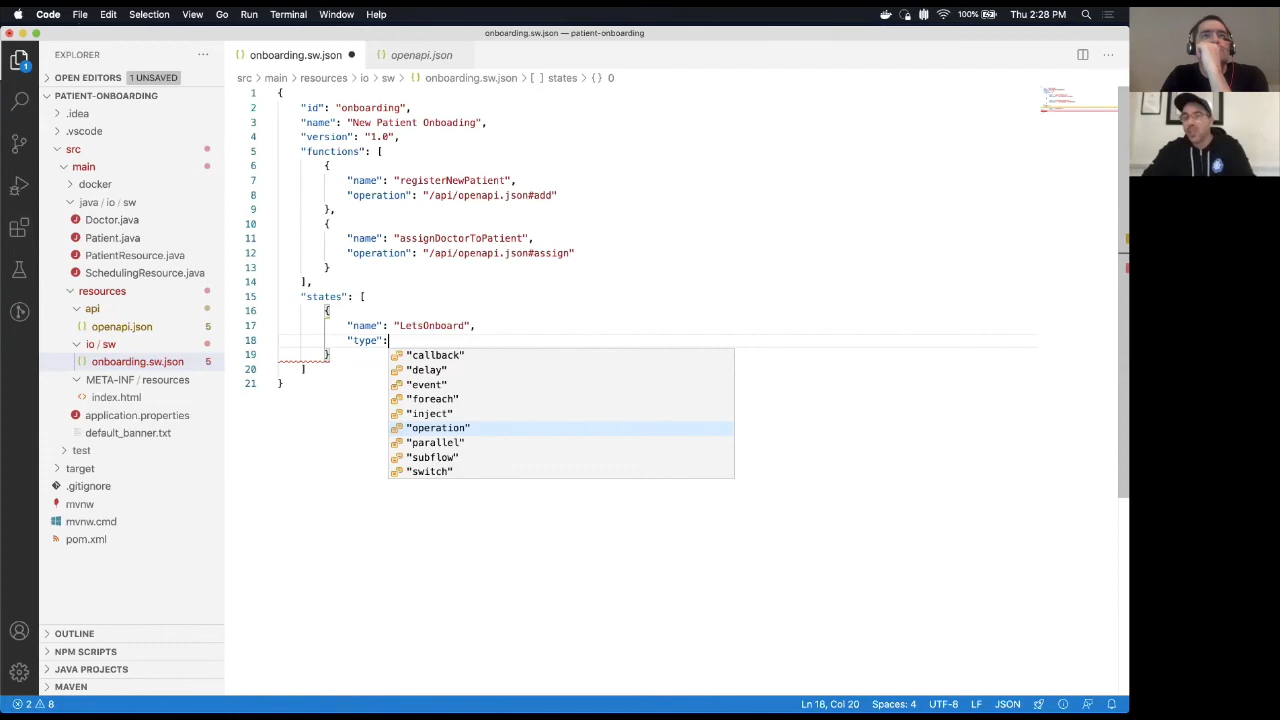 Code File Edit Selection View Go Run Terminal Window Help 100% Thu 2:28 PM
onboarding.sw.json — patient-onboarding
EXPLORER
onboarding.sw.json openapi.json
OPEN EDITORS 1 UNSAVED
src main resources io sw onboarding.sw.json [ ] states {} 0
PATIENT-ONBOARDING
.idea
.vscode
src
main
docker
java / io / sw
Doctor.java
Patient.java
PatientResource.java
SchedulingResource.java
resources
api
openapi.json 5
io / sw
onboarding.sw.json 5
META-INF / resources
index.html
application.properties
default_banner.txt
test
target
.gitignore
mvnw
mvnw.cmd
pom.xml
OUTLINE
NPM SCRIPTS
JAVA PROJECTS
MAVEN
1 {
2 "id": "onboarding",
3 "name": "New Patient Onboading",
4 "version": "1.0",
5 "functions": [
6 {
7 "name": "registerNewPatient",
8 "operation": "/api/openapi.json#add"
9 },
10 {
11 "name": "assignDoctorToPatient",
12 "operation": "/api/openapi.json#assign"
13 }
14 ],
15 "states": [
16 {
17 "name": "LetsOnboard",
18 "type":
19 }
20 ]
21 }
"callback"
"delay"
"event"
"foreach"
"inject"
"operation"
"parallel"
"subflow"
"switch"
1
2 8 Ln 18, Col 20 Spaces: 4 UTF-8 LF JSON